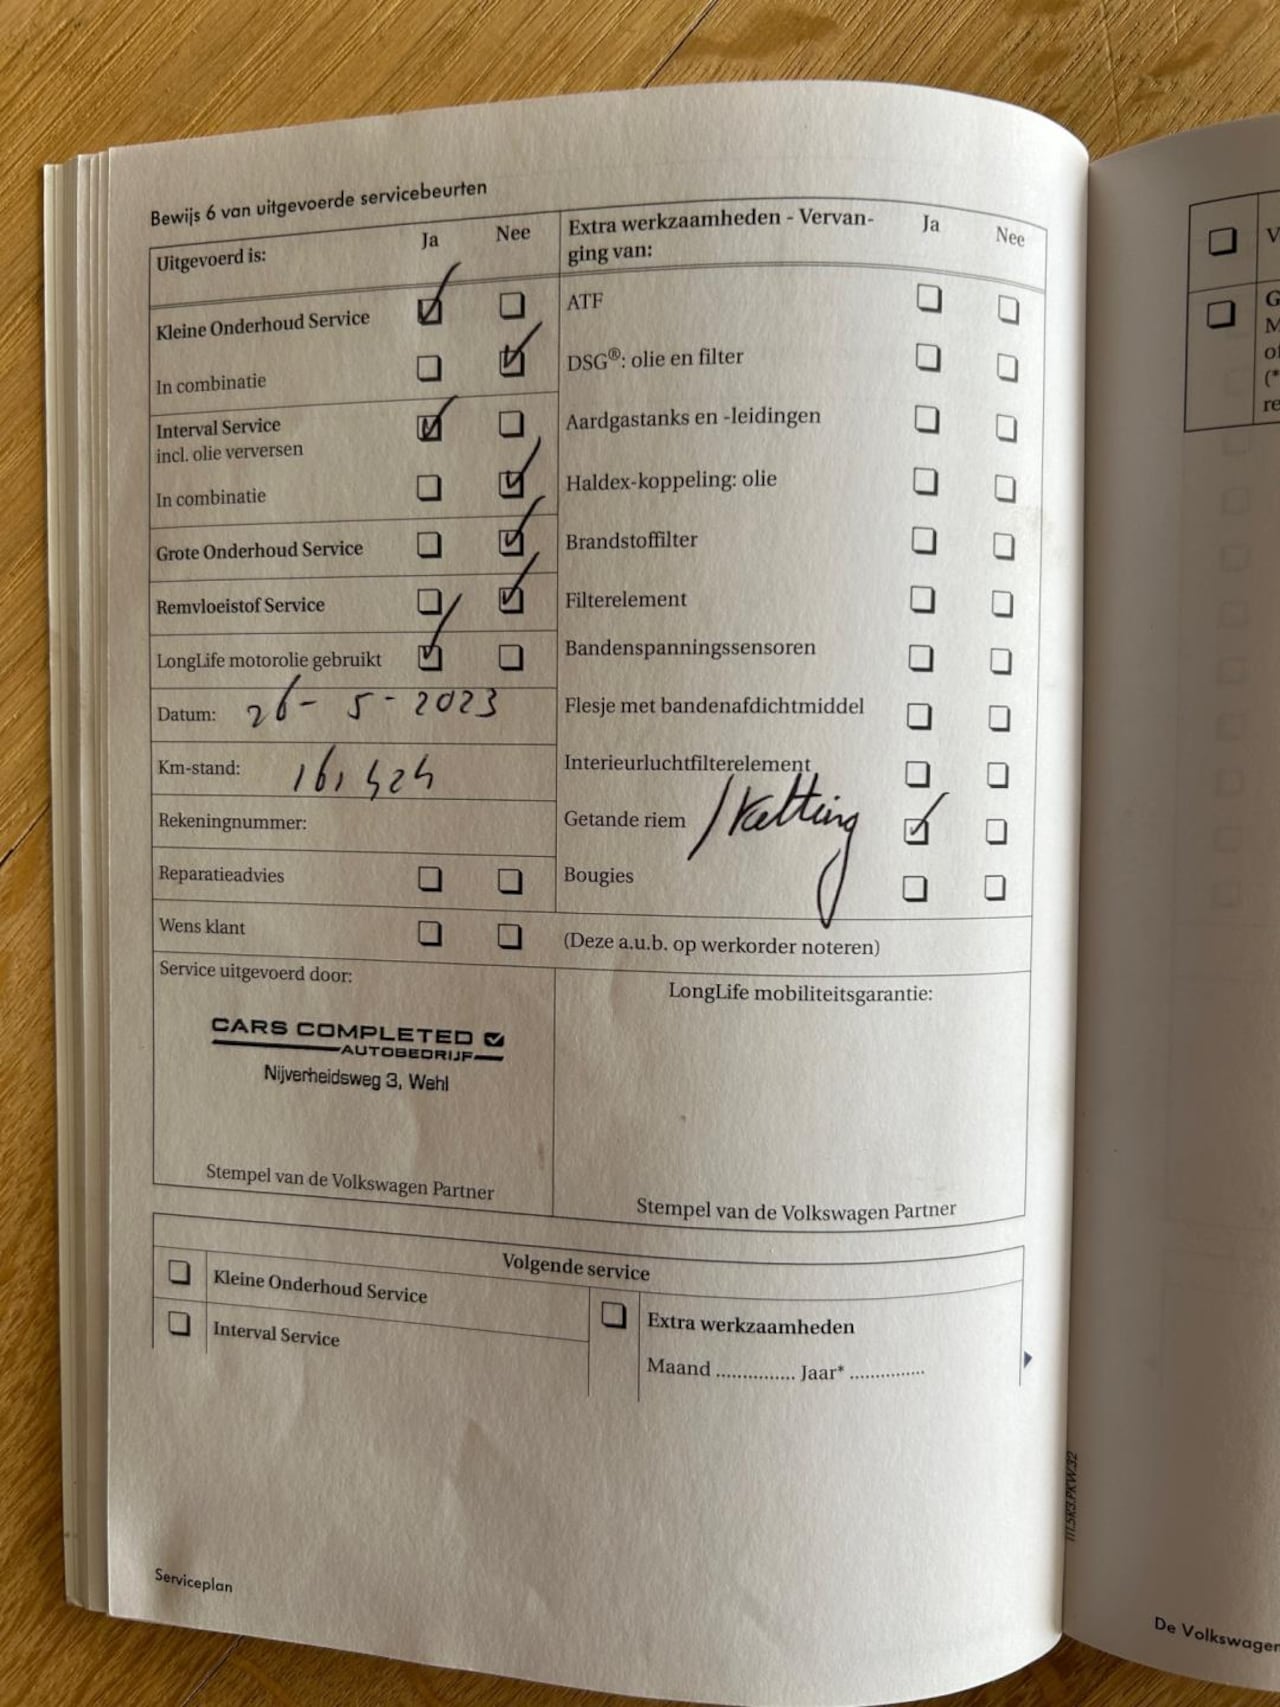 Bewijs 6 van uitgevoerde servicebeurten
Uitgevoerd is: Ja Nee
Kleine Onderhoud Service
In combinatie
Interval Service
incl. olie verversen
In combinatie
Grote Onderhoud Service
Remvloeistof Service
LongLife motorolie gebruikt
Datum: 26-5-2023
Km-stand: 161424
Rekeningnummer:
Reparatieadvies
Wens klant
Extra werkzaamheden - Vervan-
ging van: Ja Nee
ATF
DSG®: olie en filter
Aardgastanks en -leidingen
Haldex-koppeling: olie
Brandstoffilter
Filterelement
Bandenspanningssensoren
Flesje met bandenafdichtmiddel
Interieurluchtfilterelement
Getande riem /Ketting
Bougies
(Deze a.u.b. op werkorder noteren)
Service uitgevoerd door:
CARS COMPLETED
AUTOBEDRIJF
Nijverheidsweg 3, Wehl
Stempel van de Volkswagen Partner
LongLife mobiliteitsgarantie:
Stempel van de Volkswagen Partner
Volgende service
Kleine Onderhoud Service
Interval Service
Extra werkzaamheden
Maand ............... Jaar* ..............
Serviceplan
V
G
M
of
(*
re
De Volkswagen